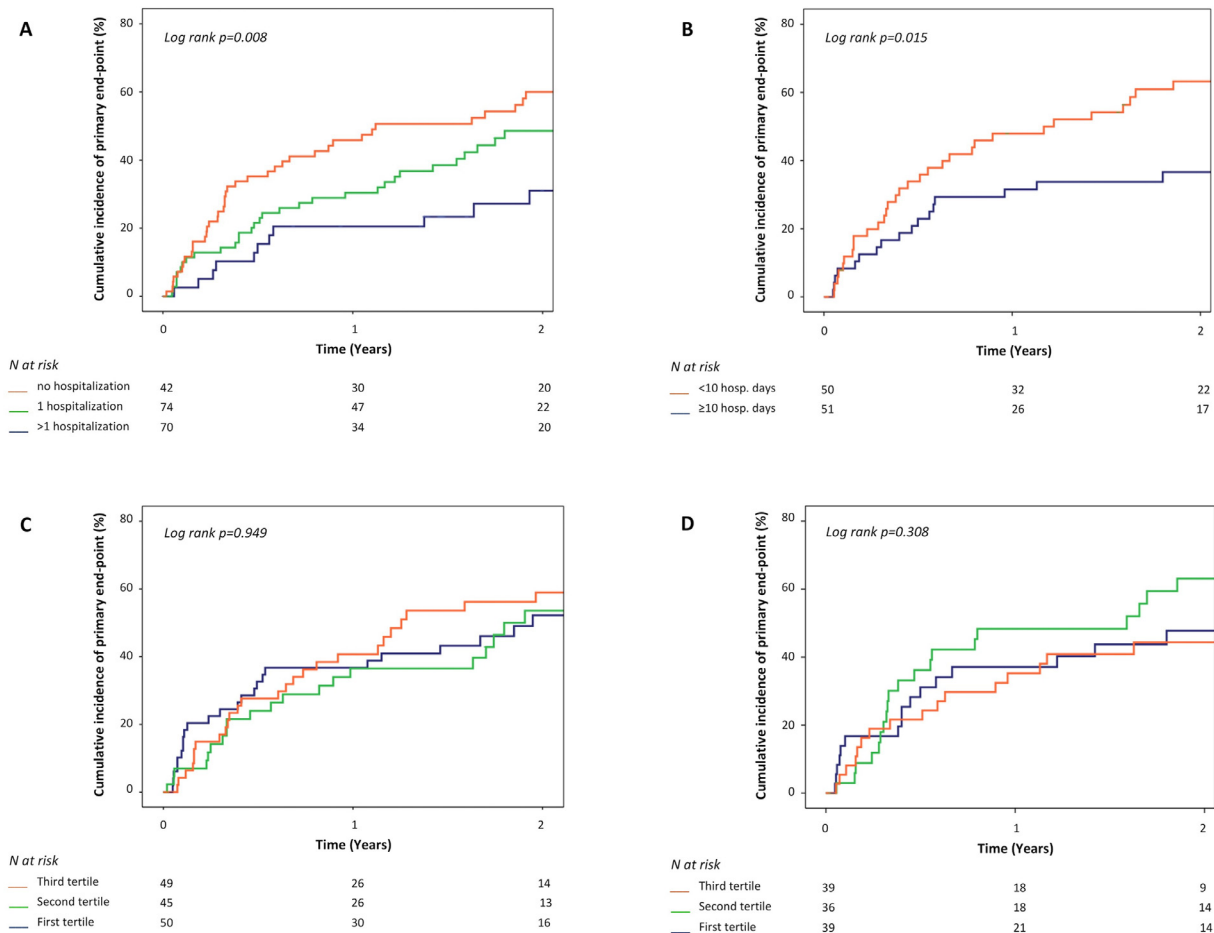 A
Log rank p=0.008
Cumulative incidence of primary end-point (%)
80
60
40
20
0
0 1 2
Time (Years)
N at risk
no hospitalization 42 30 20
1 hospitalization 74 47 22
>1 hospitalization 70 34 20
B
Log rank p=0.015
Cumulative incidence of primary end-point (%)
80
60
40
20
0
0 1 2
Time (Years)
N at risk
<10 hosp. days 50 32 22
≥10 hosp. days 51 26 17
C
Log rank p=0.949
Cumulative incidence of primary end-point (%)
80
60
40
20
0
0 1 2
Time (Years)
N at risk
Third tertile 49 26 14
Second tertile 45 26 13
First tertile 50 30 16
D
Log rank p=0.308
Cumulative incidence of primary end-point (%)
80
60
40
20
0
0 1 2
Time (Years)
N at risk
Third tertile 39 18 9
Second tertile 36 18 14
First tertile 39 21 14